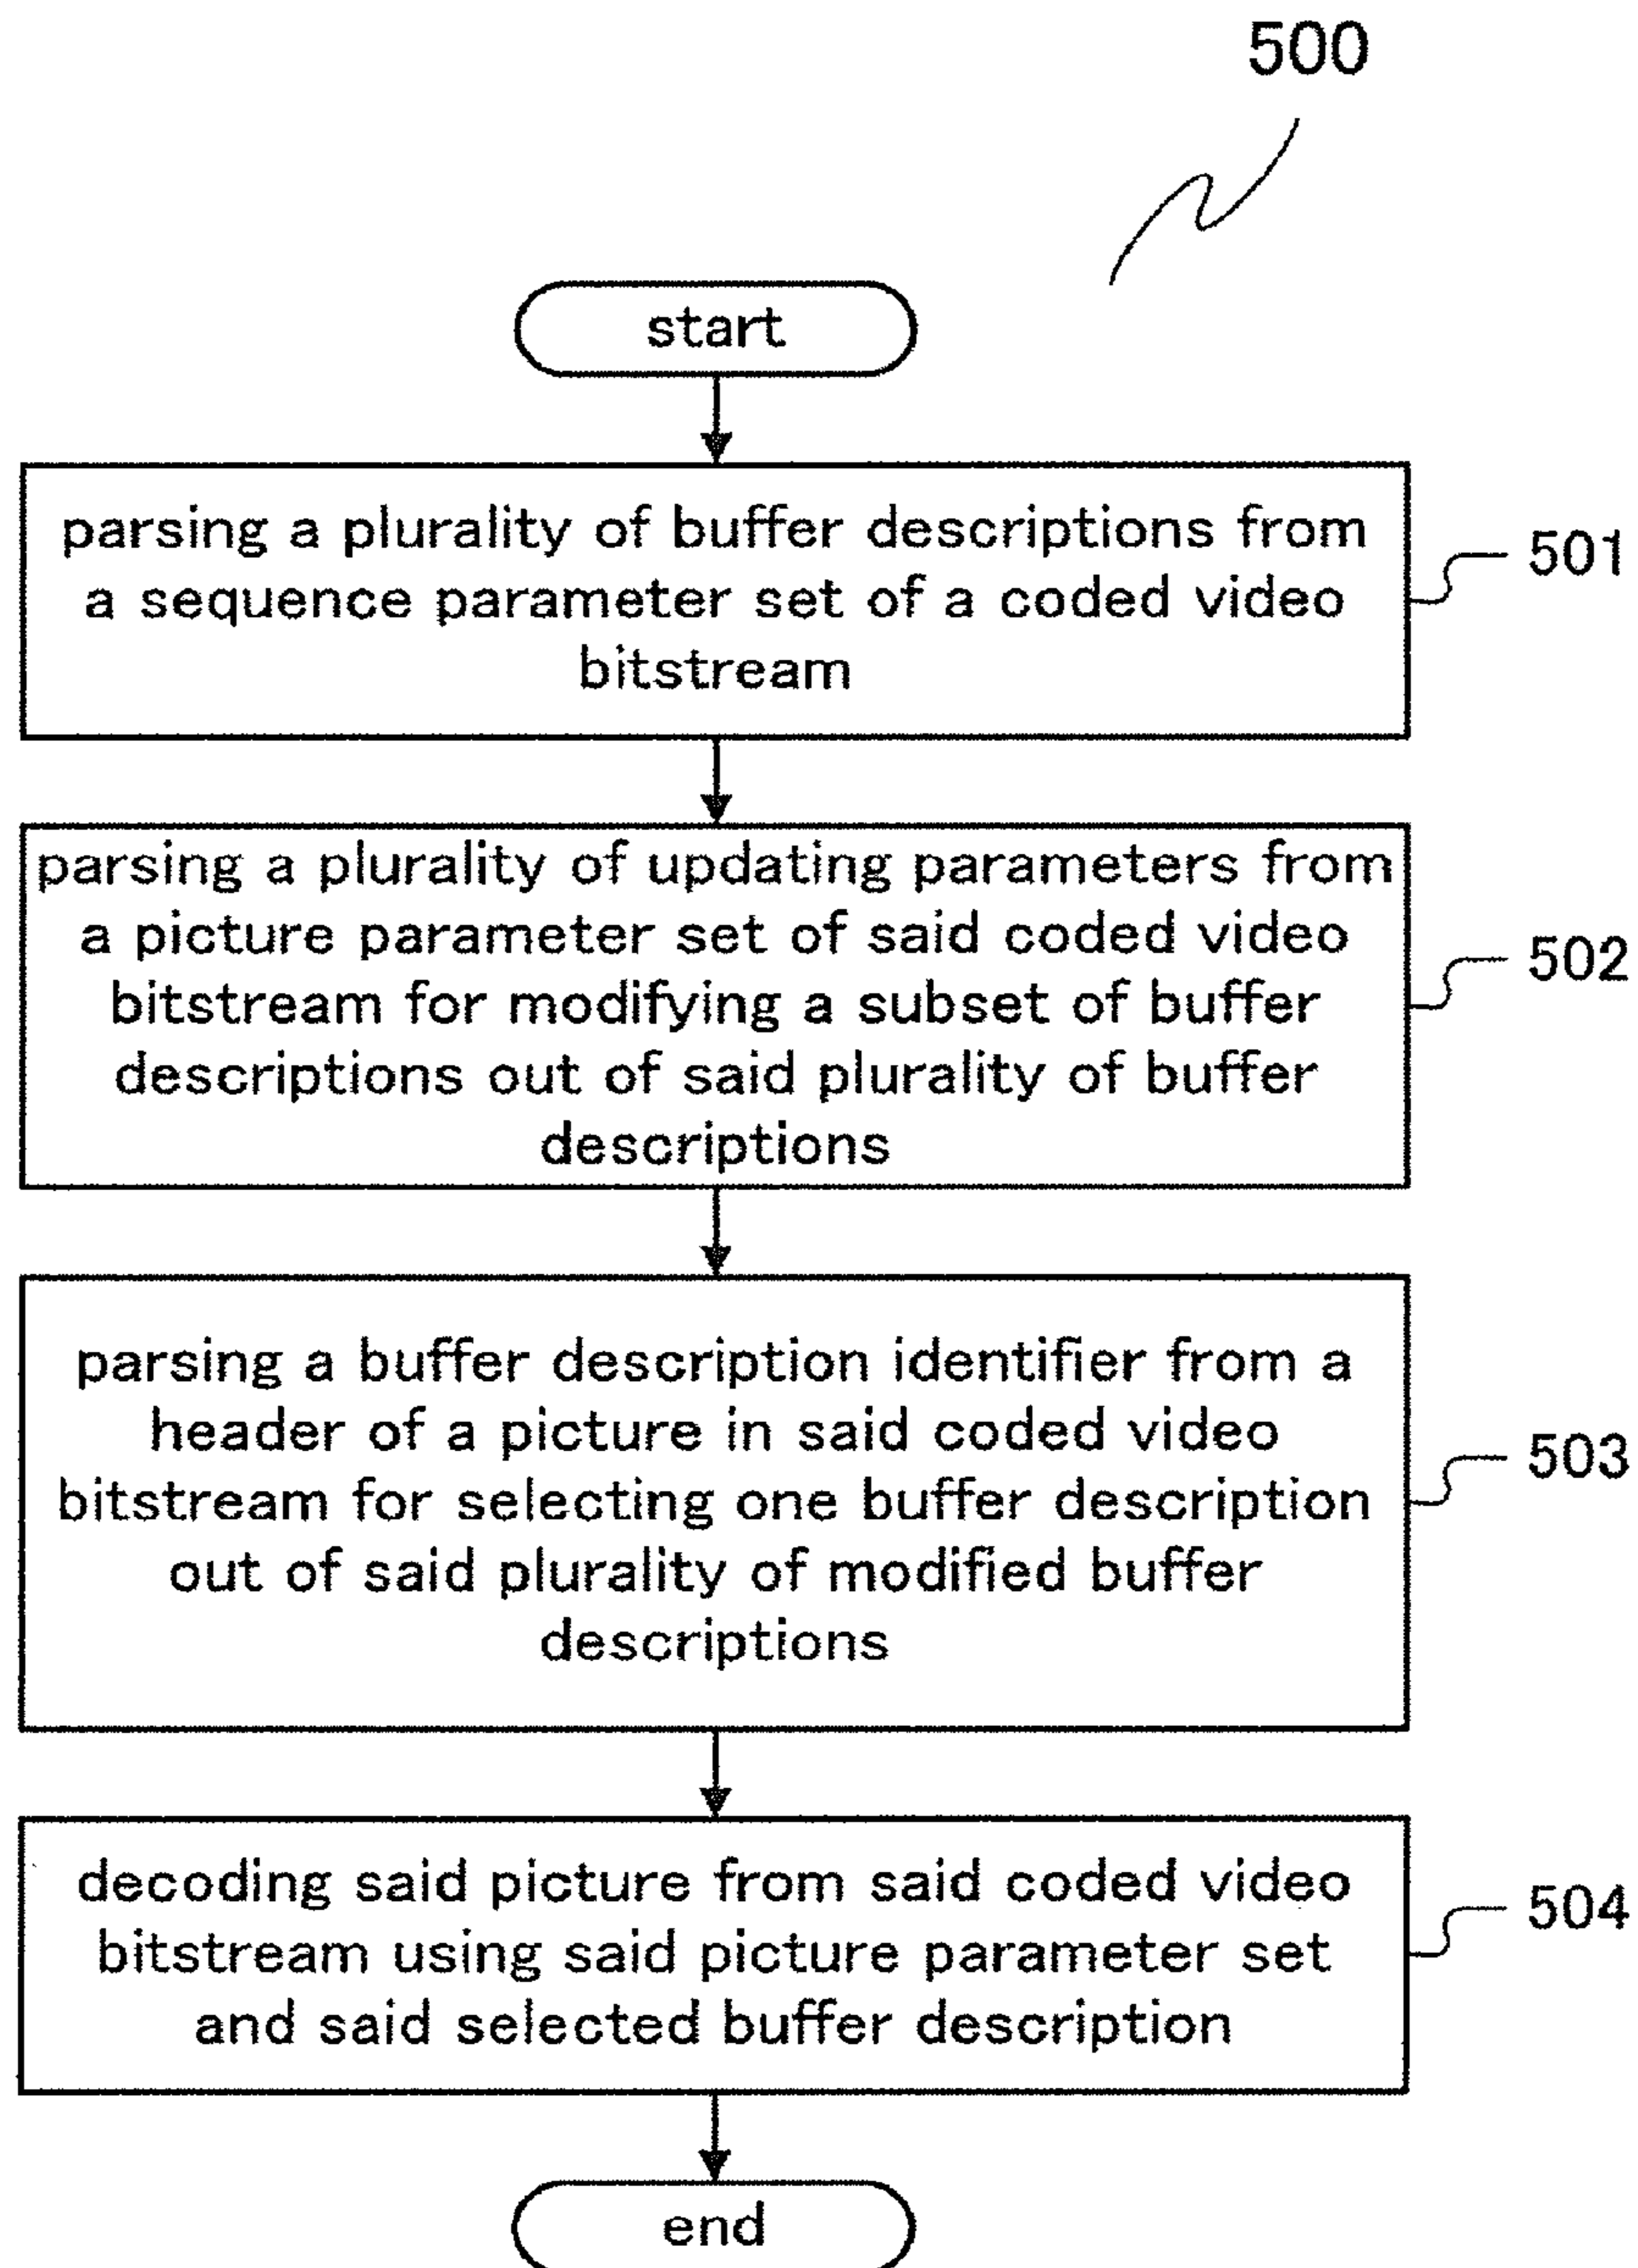 500
start
parsing a plurality of buffer descriptions from
a sequence parameter set of a coded video
bitstream
501
parsing a plurality of updating parameters from
a picture parameter set of said coded video
bitstream for modifying a subset of buffer
descriptions out of said plurality of buffer
descriptions
502
parsing a buffer description identifier from a
header of a picture in said coded video
bitstream for selecting one buffer description
out of said plurality of modified buffer
descriptions
503
decoding said picture from said coded video
bitstream using said picture parameter set
and said selected buffer description
504
end